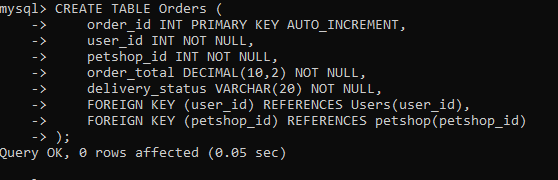 mysql> CREATE TABLE Orders (
    ->     order_id INT PRIMARY KEY AUTO_INCREMENT,
    ->     user_id INT NOT NULL,
    ->     petshop_id INT NOT NULL,
    ->     order_total DECIMAL(10,2) NOT NULL,
    ->     delivery_status VARCHAR(20) NOT NULL,
    ->     FOREIGN KEY (user_id) REFERENCES Users(user_id),
    ->     FOREIGN KEY (petshop_id) REFERENCES petshop(petshop_id)
    -> );
Query OK, 0 rows affected (0.05 sec)